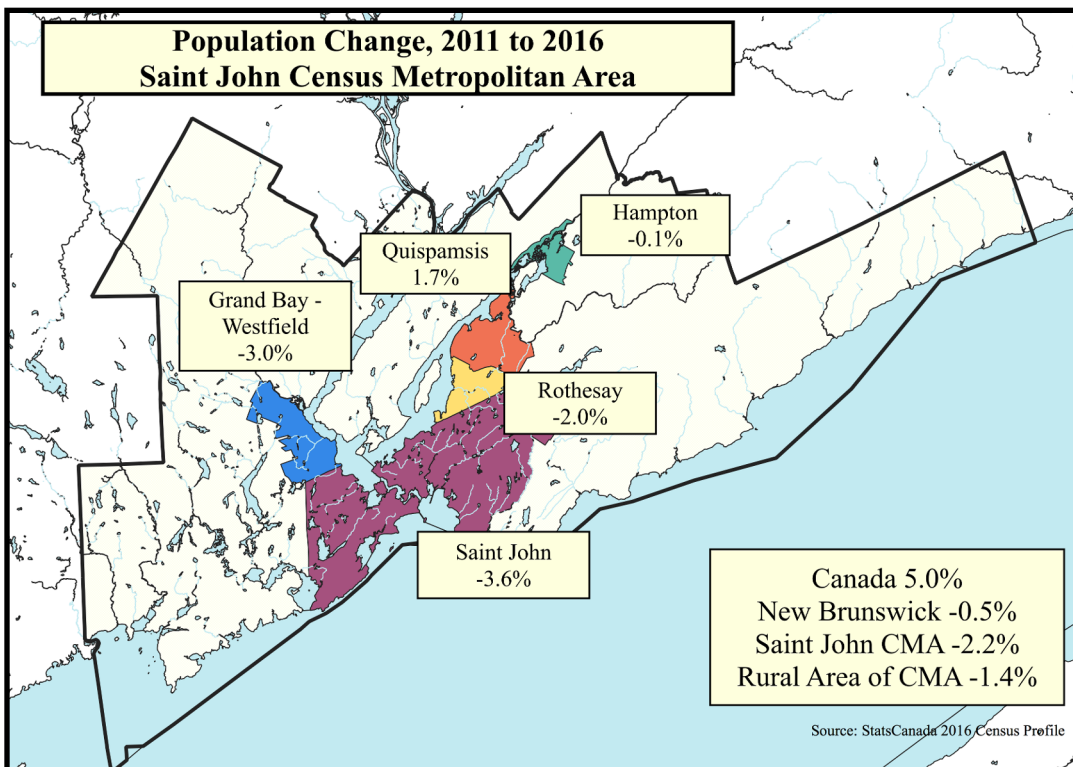 Population Change, 2011 to 2016
Saint John Census Metropolitan Area
Hampton
-0.1%
Quispamsis
1.7%
Grand Bay -
Westfield
-3.0%
Rothesay
-2.0%
Saint John
-3.6%
Canada 5.0%
New Brunswick -0.5%
Saint John CMA -2.2%
Rural Area of CMA -1.4%
Source: StatsCanada 2016 Census Profile